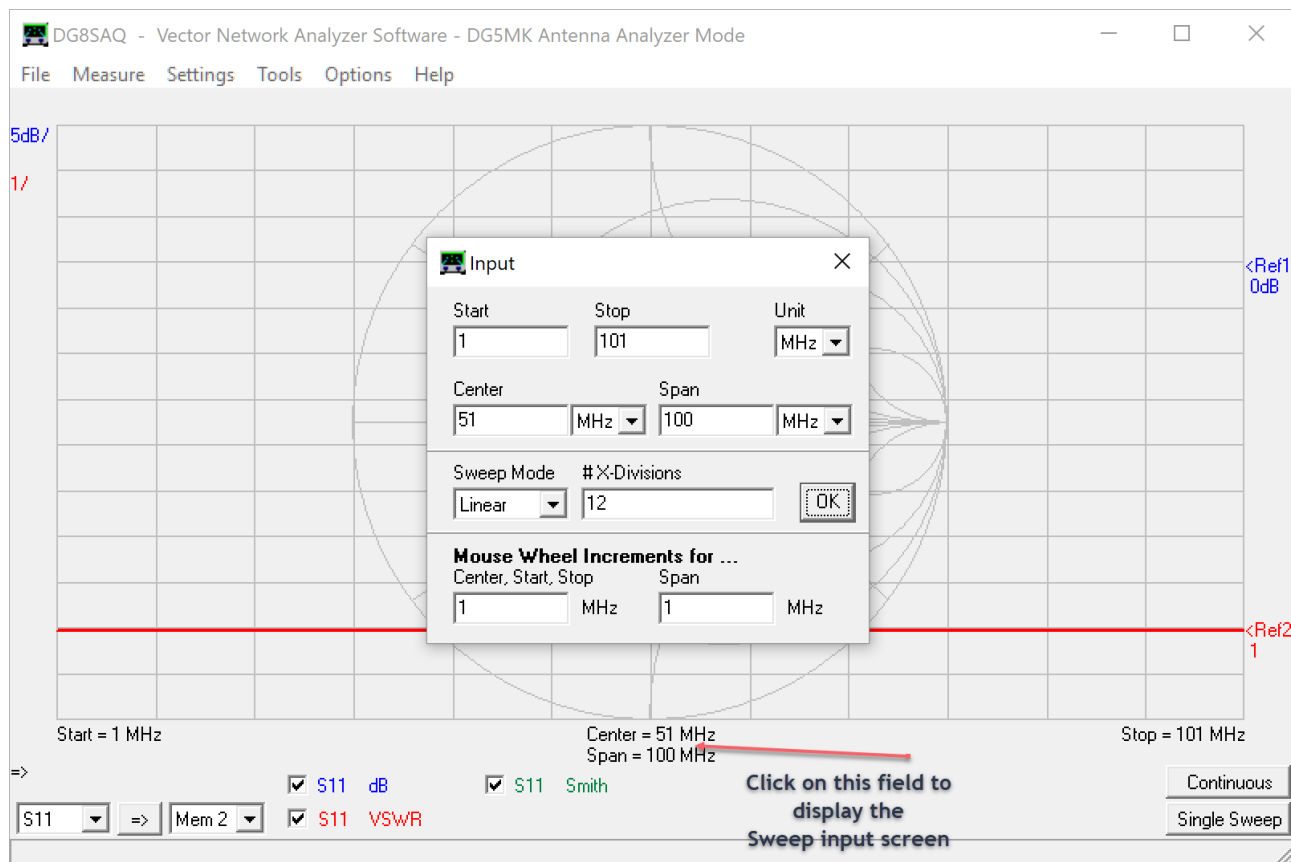 DG8SAQ - Vector Network Analyzer Software - DG5MK Antenna Analyzer Mode
File Measure Settings Tools Options Help
5dB/
1/
<Ref1
0dB
Input
Start Stop Unit
1 101 MHz
Center Span
51 MHz 100 MHz
Sweep Mode # X-Divisions
Linear 12 OK
Mouse Wheel Increments for ...
Center, Start, Stop Span
1 MHz 1 MHz
<Ref2
1
Start = 1 MHz Center = 51 MHz Stop = 101 MHz
Span = 100 MHz
=>
S11 dB S11 Smith
Click on this field to
display the
Sweep input screen
Continuous
S11 => Mem 2 S11 VSWR Single Sweep